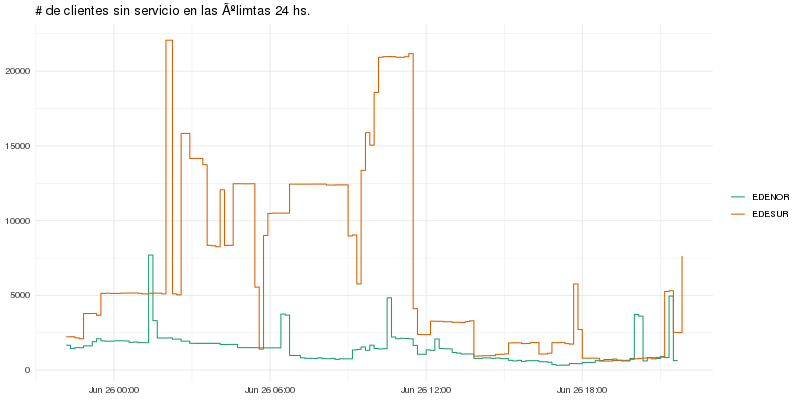 # de clientes sin servicio en las Ãºlimtas 24 hs.
20000
15000
10000
5000
0
Jun 26 00:00
Jun 26 06:00
Jun 26 12:00
Jun 26 18:00
EDENOR
EDESUR